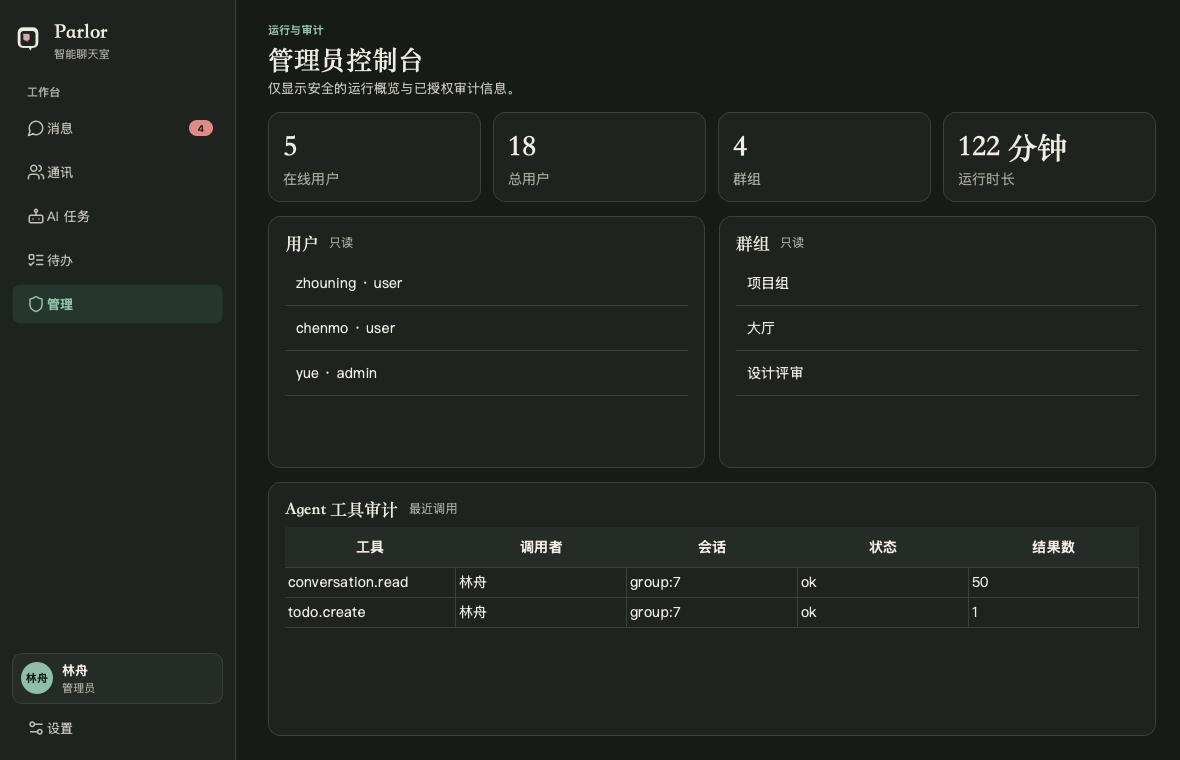 Parlor
智能聊天室
工作台
消息
4
通讯
AI 任务
待办
管理
林舟
林舟
管理员
设置
运行与审计
管理员控制台
仅显示安全的运行概览与已授权审计信息。
5
在线用户
18
总用户
4
群组
122 分钟
运行时长
用户 只读
zhouning · user
chenmo · user
yue · admin
群组 只读
项目组
大厅
设计评审
Agent 工具审计 最近调用
工具 调用者 会话 状态 结果数
conversation.read 林舟 group:7 ok 50
todo.create 林舟 group:7 ok 1